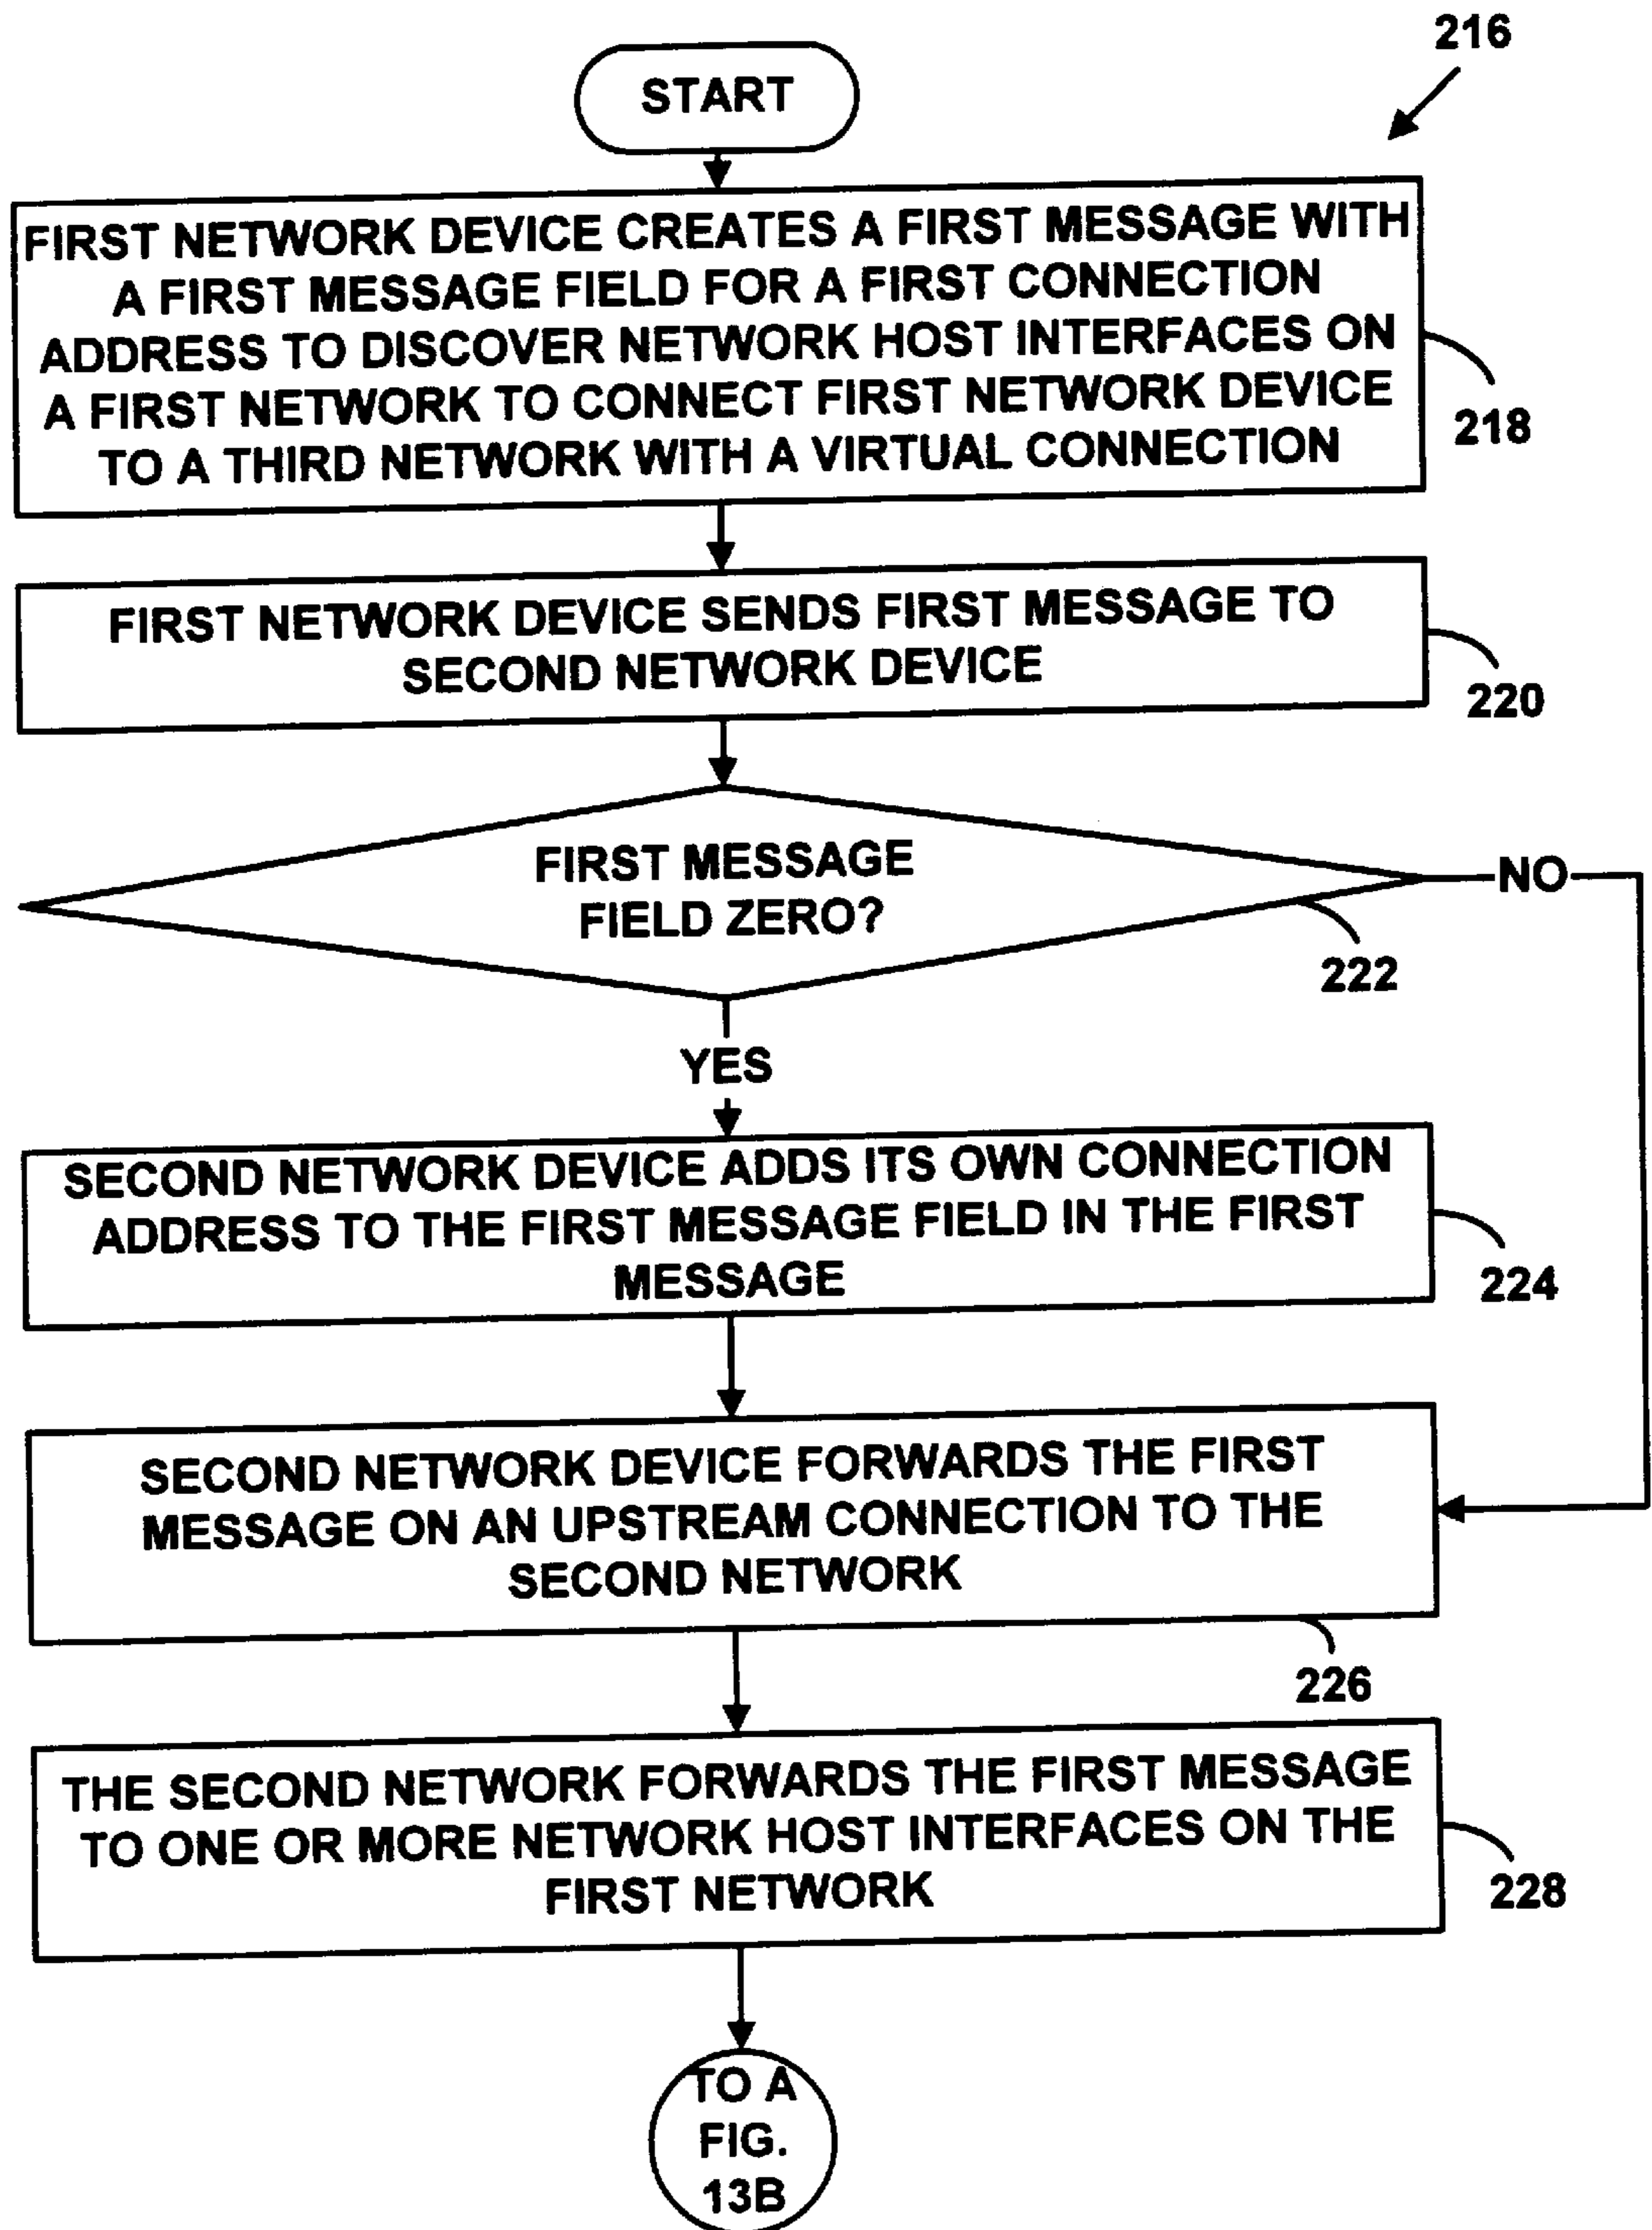 216
START
FIRST NETWORK DEVICE CREATES A FIRST MESSAGE WITH
A FIRST MESSAGE FIELD FOR A FIRST CONNECTION
ADDRESS TO DISCOVER NETWORK HOST INTERFACES ON
A FIRST NETWORK TO CONNECT FIRST NETWORK DEVICE
TO A THIRD NETWORK WITH A VIRTUAL CONNECTION
218
FIRST NETWORK DEVICE SENDS FIRST MESSAGE TO
SECOND NETWORK DEVICE
220
FIRST MESSAGE
FIELD ZERO?
NO
222
YES
SECOND NETWORK DEVICE ADDS ITS OWN CONNECTION
ADDRESS TO THE FIRST MESSAGE FIELD IN THE FIRST
MESSAGE
224
SECOND NETWORK DEVICE FORWARDS THE FIRST
MESSAGE ON AN UPSTREAM CONNECTION TO THE
SECOND NETWORK
226
THE SECOND NETWORK FORWARDS THE FIRST MESSAGE
TO ONE OR MORE NETWORK HOST INTERFACES ON THE
FIRST NETWORK
228
TO A
FIG.
13B